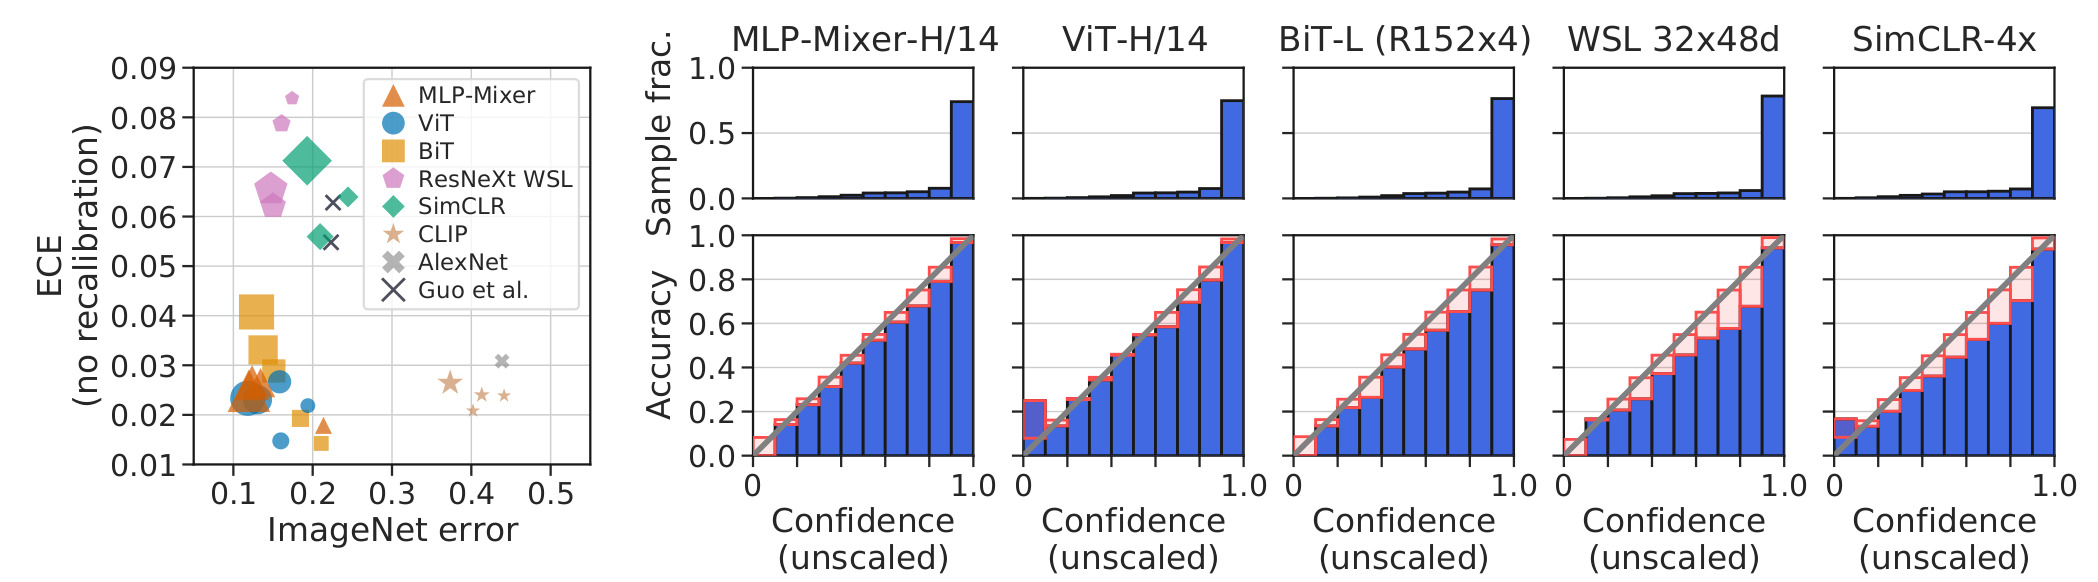 ECE
(no recalibration)
0.09
0.08
0.07
0.06
0.05
0.04
0.03
0.02
0.01
0.1 0.2 0.3 0.4 0.5
ImageNet error
MLP-Mixer
ViT
BiT
ResNeXt WSL
SimCLR
CLIP
AlexNet
Guo et al.
MLP-Mixer-H/14 ViT-H/14 BiT-L (R152x4) WSL 32x48d SimCLR-4x
Sample frac.
1.0
0.5
0.0
Accuracy
1.0
0.8
0.6
0.4
0.2
0.0
0 1.0 0 1.0 0 1.0 0 1.0 0 1.0
Confidence Confidence Confidence Confidence Confidence
(unscaled) (unscaled) (unscaled) (unscaled) (unscaled)